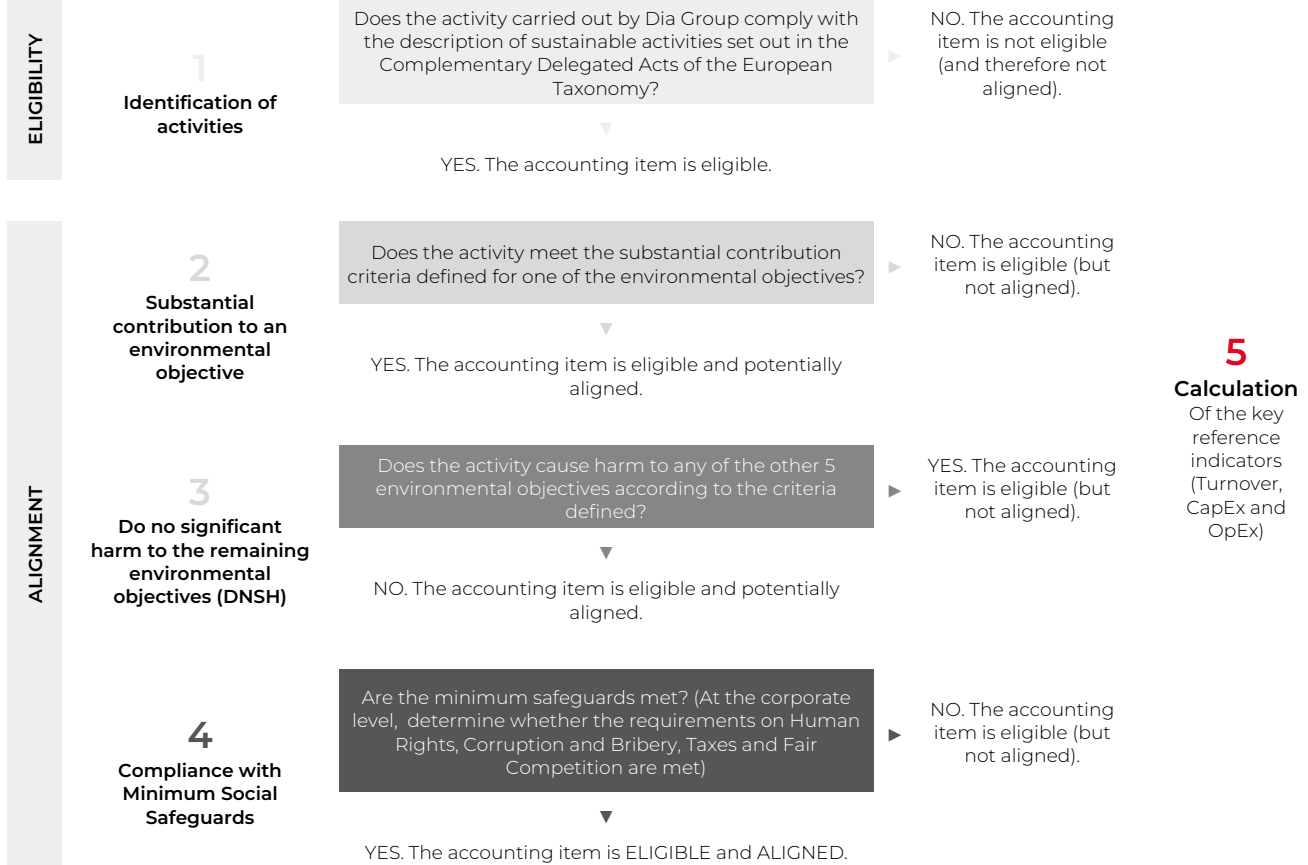 ELIGIBILITY
1
Identification of
activities
Does the activity carried out by Dia Group comply with
the description of sustainable activities set out in the
Complementary Delegated Acts of the European
Taxonomy?
►
NO. The accounting
item is not eligible
(and therefore not
aligned).
▼
YES. The accounting item is eligible.
ALIGNMENT
2
Substantial
contribution to an
environmental
objective
Does the activity meet the substantial contribution
criteria defined for one of the environmental objectives?
►
NO. The accounting
item is eligible (but
not aligned).
▼
YES. The accounting item is eligible and potentially
aligned.
3
Do no significant
harm to the remaining
environmental
objectives (DNSH)
Does the activity cause harm to any of the other 5
environmental objectives according to the criteria
defined?
►
YES. The accounting
item is eligible (but
not aligned).
▼
NO. The accounting item is eligible and potentially
aligned.
4
Compliance with
Minimum Social
Safeguards
Are the minimum safeguards met? (At the corporate
level, determine whether the requirements on Human
Rights, Corruption and Bribery, Taxes and Fair
Competition are met)
►
NO. The accounting
item is eligible (but
not aligned).
▼
YES. The accounting item is ELIGIBLE and ALIGNED.
5
Calculation
Of the key
reference
indicators
(Turnover,
CapEx and
OpEx)